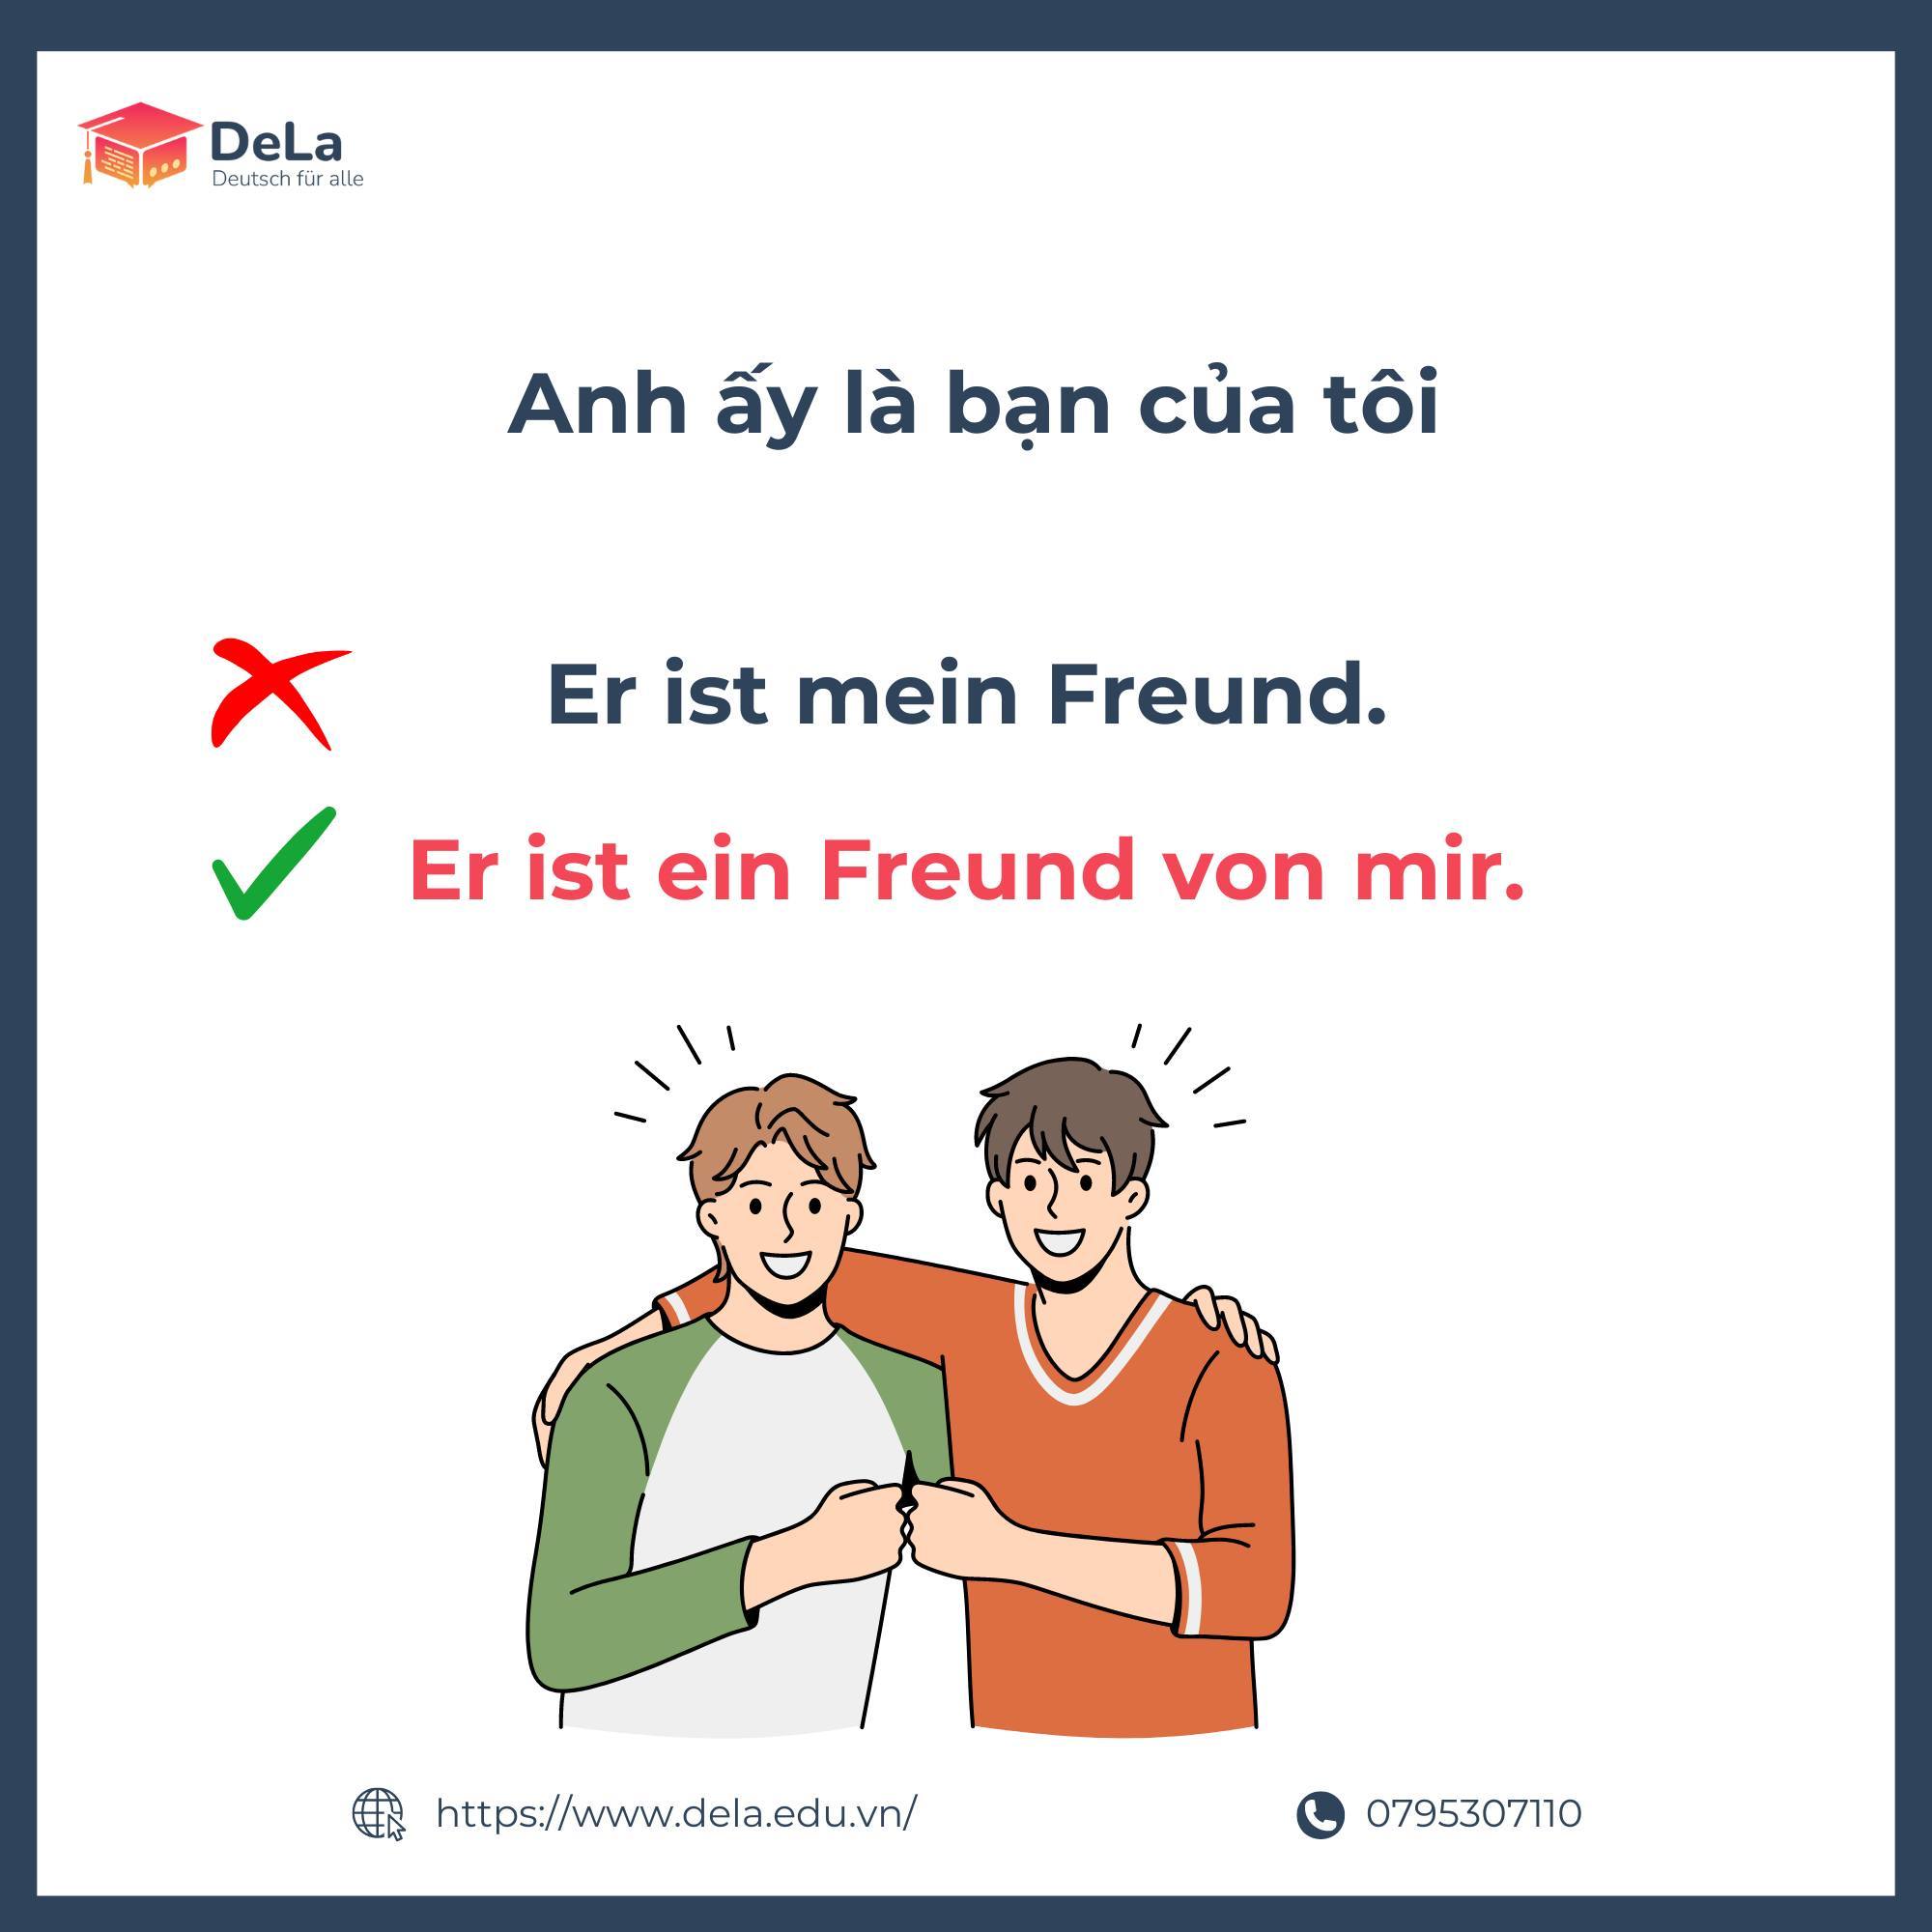 DeLa
Deutsch für alle
Anh ấy là bạn của tôi
Er ist mein Freund.
Er ist ein Freund von mir.
https://www.dela.edu.vn/
0795307110